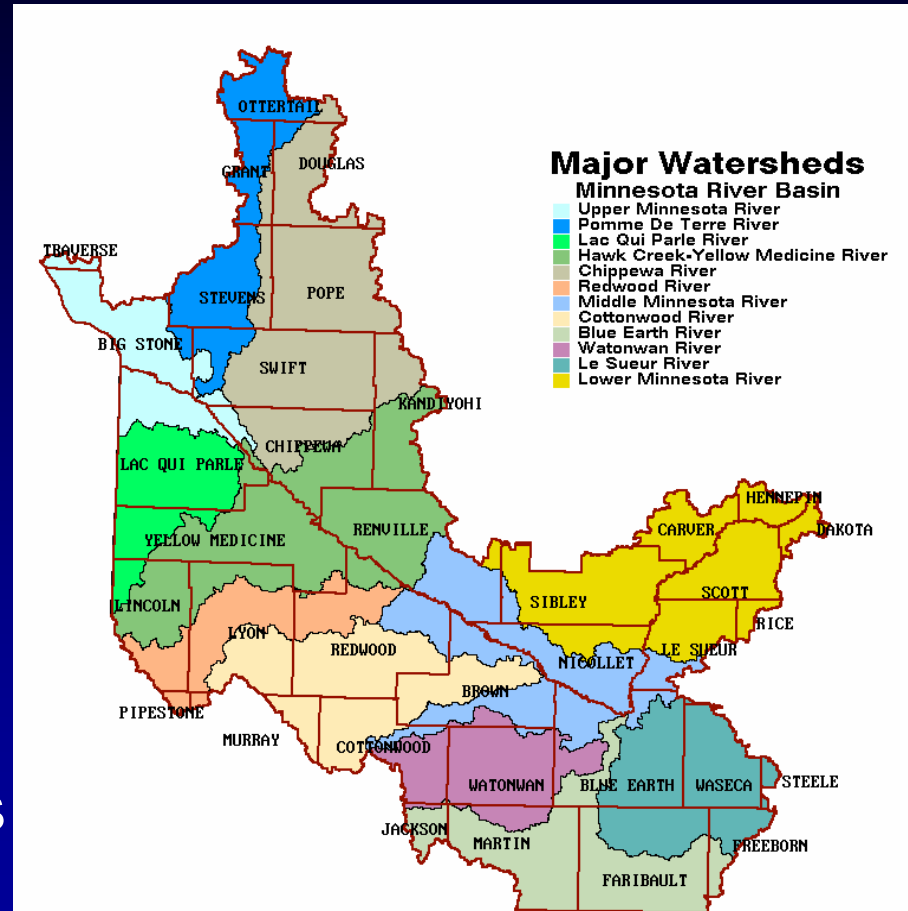 Major Watersheds
Minnesota River Basin
Upper Minnesota River
Pomme De Terre River
Lac Qui Parle River
Hawk Creek-Yellow Medicine River
Chippewa River
Redwood River
Middle Minnesota River
Cottonwood River
Blue Earth River
Watonwan River
Le Sueur River
Lower Minnesota River
OTTERTAIL
DOUGLAS
GRANT
TRAVERSE
STEVENS
POPE
BIG STONE
SWIFT
KANDIYOHI
CHIPPEWA
LAC QUI PARLE
HENNEPIN
CARVER
DAKOTA
RENVILLE
YELLOW MEDICINE
SCOTT
LINCOLN
SIBLEY
RICE
LYON
REDWOOD
LE SUEUR
NICOLLET
BROWN
PIPESTONE
MURRAY
COTTONWOOD
WATONWAN
BLUE EARTH
WASECA
STEELE
S
JACKSON
MARTIN
FREEBORN
FARIBAULT